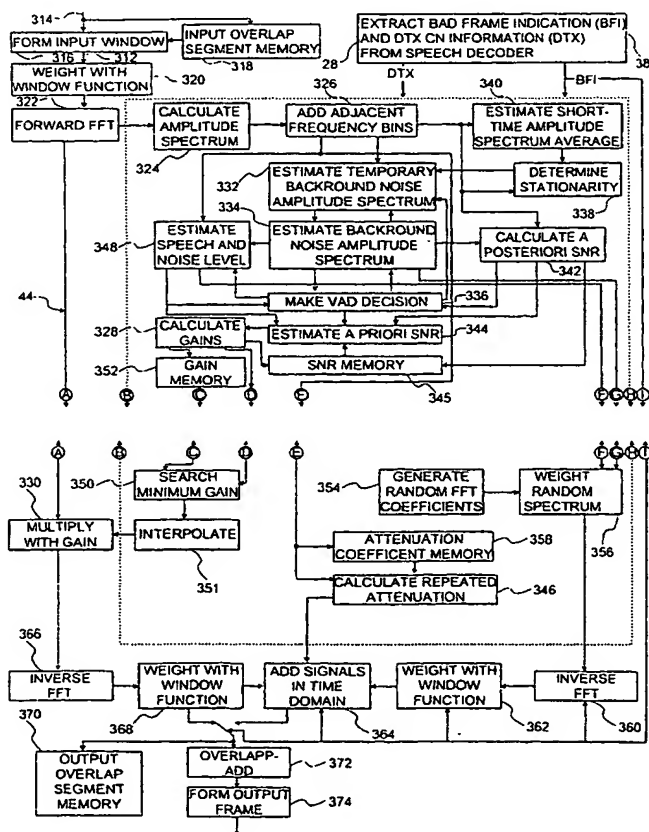 314
FORM INPUT WINDOW
316
312
INPUT OVERLAP
SEGMENT MEMORY
318
WEIGHT WITH
WINDOW FUNCTION
320
322
FORWARD FFT
EXTRACT BAD FRAME INDICATION (BFI)
AND DTX CN INFORMATION (DTX)
FROM SPEECH DECODER
28
38
DTX
BFI
326
340
CALCULATE
AMPLITUDE
SPECTRUM
324
ADD ADJACENT
FREQUENCY BINS
ESTIMATE SHORT-
TIME AMPLITUDE
SPECTRUM AVERAGE
332
ESTIMATE TEMPORARY
BACKROUND NOISE
AMPLITUDE SPECTRUM
DETERMINE
STATIONARITY
338
334
348
ESTIMATE
SPEECH AND
NOISE LEVEL
ESTIMATE BACKGROUND
NOISE AMPLITUDE
SPECTRUM
CALCULATE A
POSTERIORI SNR
342
44
MAKE VAD DECISION
336
328
CALCULATE
GAINS
ESTIMATE A PRIORI SNR
344
352
GAIN
MEMORY
SNR MEMORY
345
A
B
C
D
E
F
G
H
I
A
B
C
D
E
F
G
H
I
350
SEARCH
MINIMUM GAIN
354
GENERATE
RANDOM FFT
COEFFICIENTS
WEIGHT
RANDOM
SPECTRUM
356
330
MULTIPLY
WITH GAIN
INTERPOLATE
351
ATTENUATION
COEFFICENT MEMORY
358
CALCULATE REPEATED
ATTENUATION
346
366
INVERSE FFT
WEIGHT WITH
WINDOW
FUNCTION
368
ADD SIGNALS
IN TIME
DOMAIN
364
WEIGHT WITH
WINDOW
FUNCTION
362
INVERSE
FFT
360
370
OUTPUT
OVERLAP
SEGMENT MEMORY
OVERLAPP-
ADD
372
FORM OUTPUT
FRAME
374